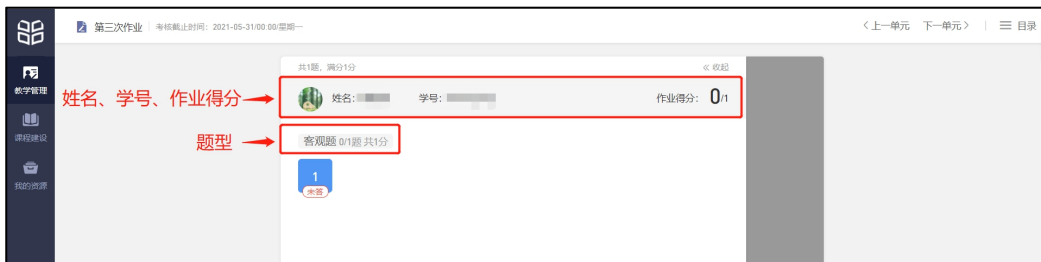 第三次作业 考核截止时间：2021-05-31/00:00/星期一
〈 上一单元 下一单元 〉 | 目录
教学管理
课程建设
我的资源
共1题，满分1分
« 收起
姓名、学号、作业得分
姓名: 学号: 作业得分: 0/1
题型
客观题 0/1题 共1分
1
未答